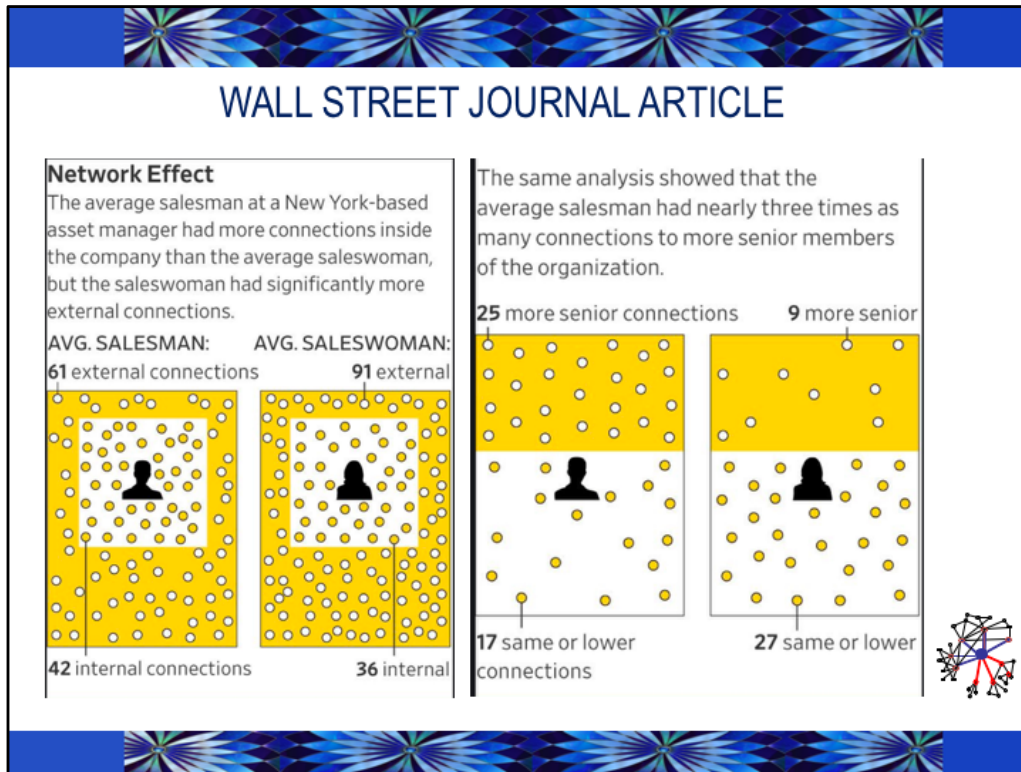 WALL STREET JOURNAL ARTICLE
Network Effect
The average salesman at a New York-based
asset manager had more connections inside
the company than the average saleswoman,
but the saleswoman had significantly more
external connections.
AVG. SALESMAN: AVG. SALESWOMAN:
61 external connections 91 external
42 internal connections 36 internal
The same analysis showed that the
average salesman had nearly three times as
many connections to more senior members
of the organization.
25 more senior connections 9 more senior
17 same or lower 27 same or lower
connections